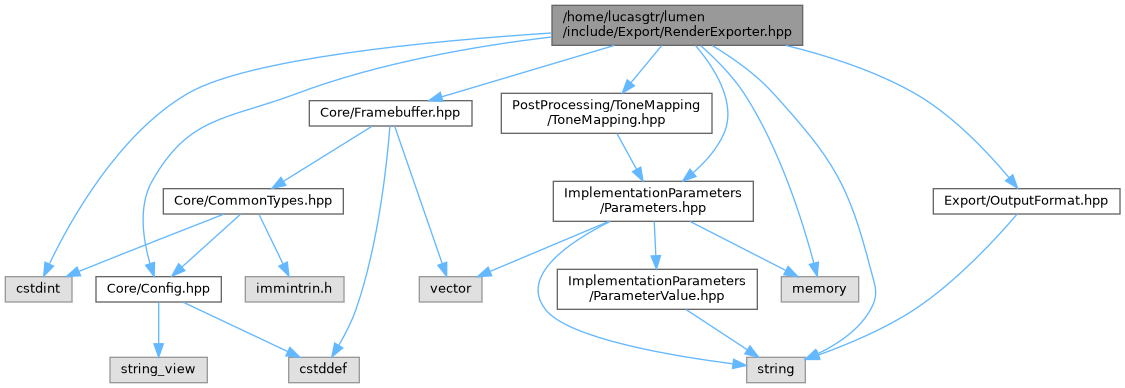 /home/lucasgtr/lumen
/include/Export/RenderExporter.hpp
Core/Framebuffer.hpp
PostProcessing/ToneMapping
/ToneMapping.hpp
Core/CommonTypes.hpp
ImplementationParameters
/Parameters.hpp
Export/OutputFormat.hpp
cstdint
Core/Config.hpp
immintrin.h
vector
ImplementationParameters
/ParameterValue.hpp
memory
string_view
cstddef
string